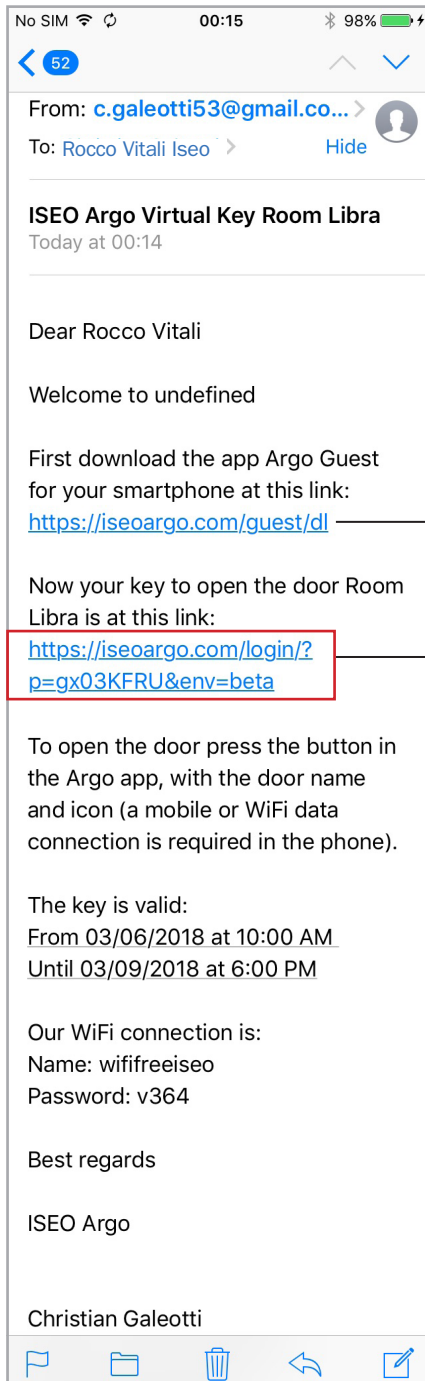 No SIM 00:15 98%
52
From: c.galeotti53@gmail.co...
To: Rocco Vitali Iseo Hide
ISEO Argo Virtual Key Room Libra
Today at 00:14
Dear Rocco Vitali
Welcome to undefined
First download the app Argo Guest
for your smartphone at this link:
https://iseoargo.com/guest/dl
Now your key to open the door Room
Libra is at this link:
https://iseoargo.com/login/?
p=gx03KFRU&env=beta
To open the door press the button in
the Argo app, with the door name
and icon (a mobile or WiFi data
connection is required in the phone).
The key is valid:
From 03/06/2018 at 10:00 AM
Until 03/09/2018 at 6:00 PM
Our WiFi connection is:
Name: wififreeiseo
Password: v364
Best regards
ISEO Argo
Christian Galeotti